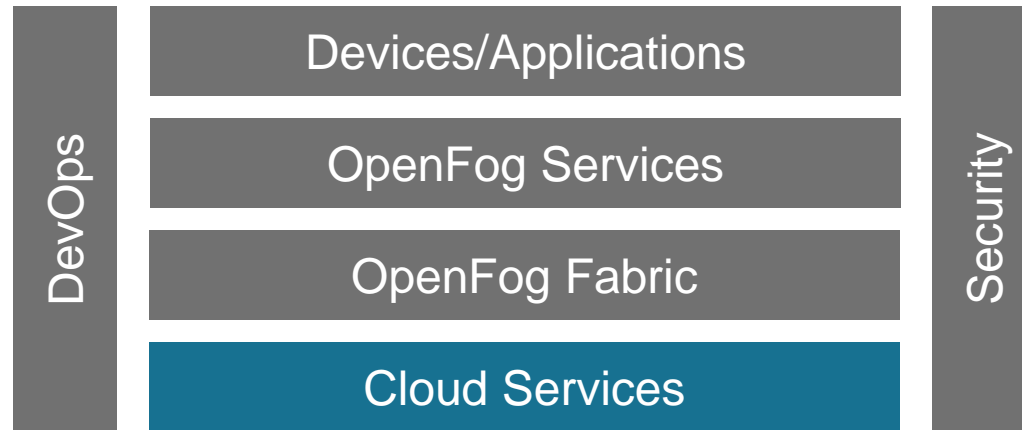 DevOps
Devices/Applications
OpenFog Services
OpenFog Fabric
Cloud Services
Security